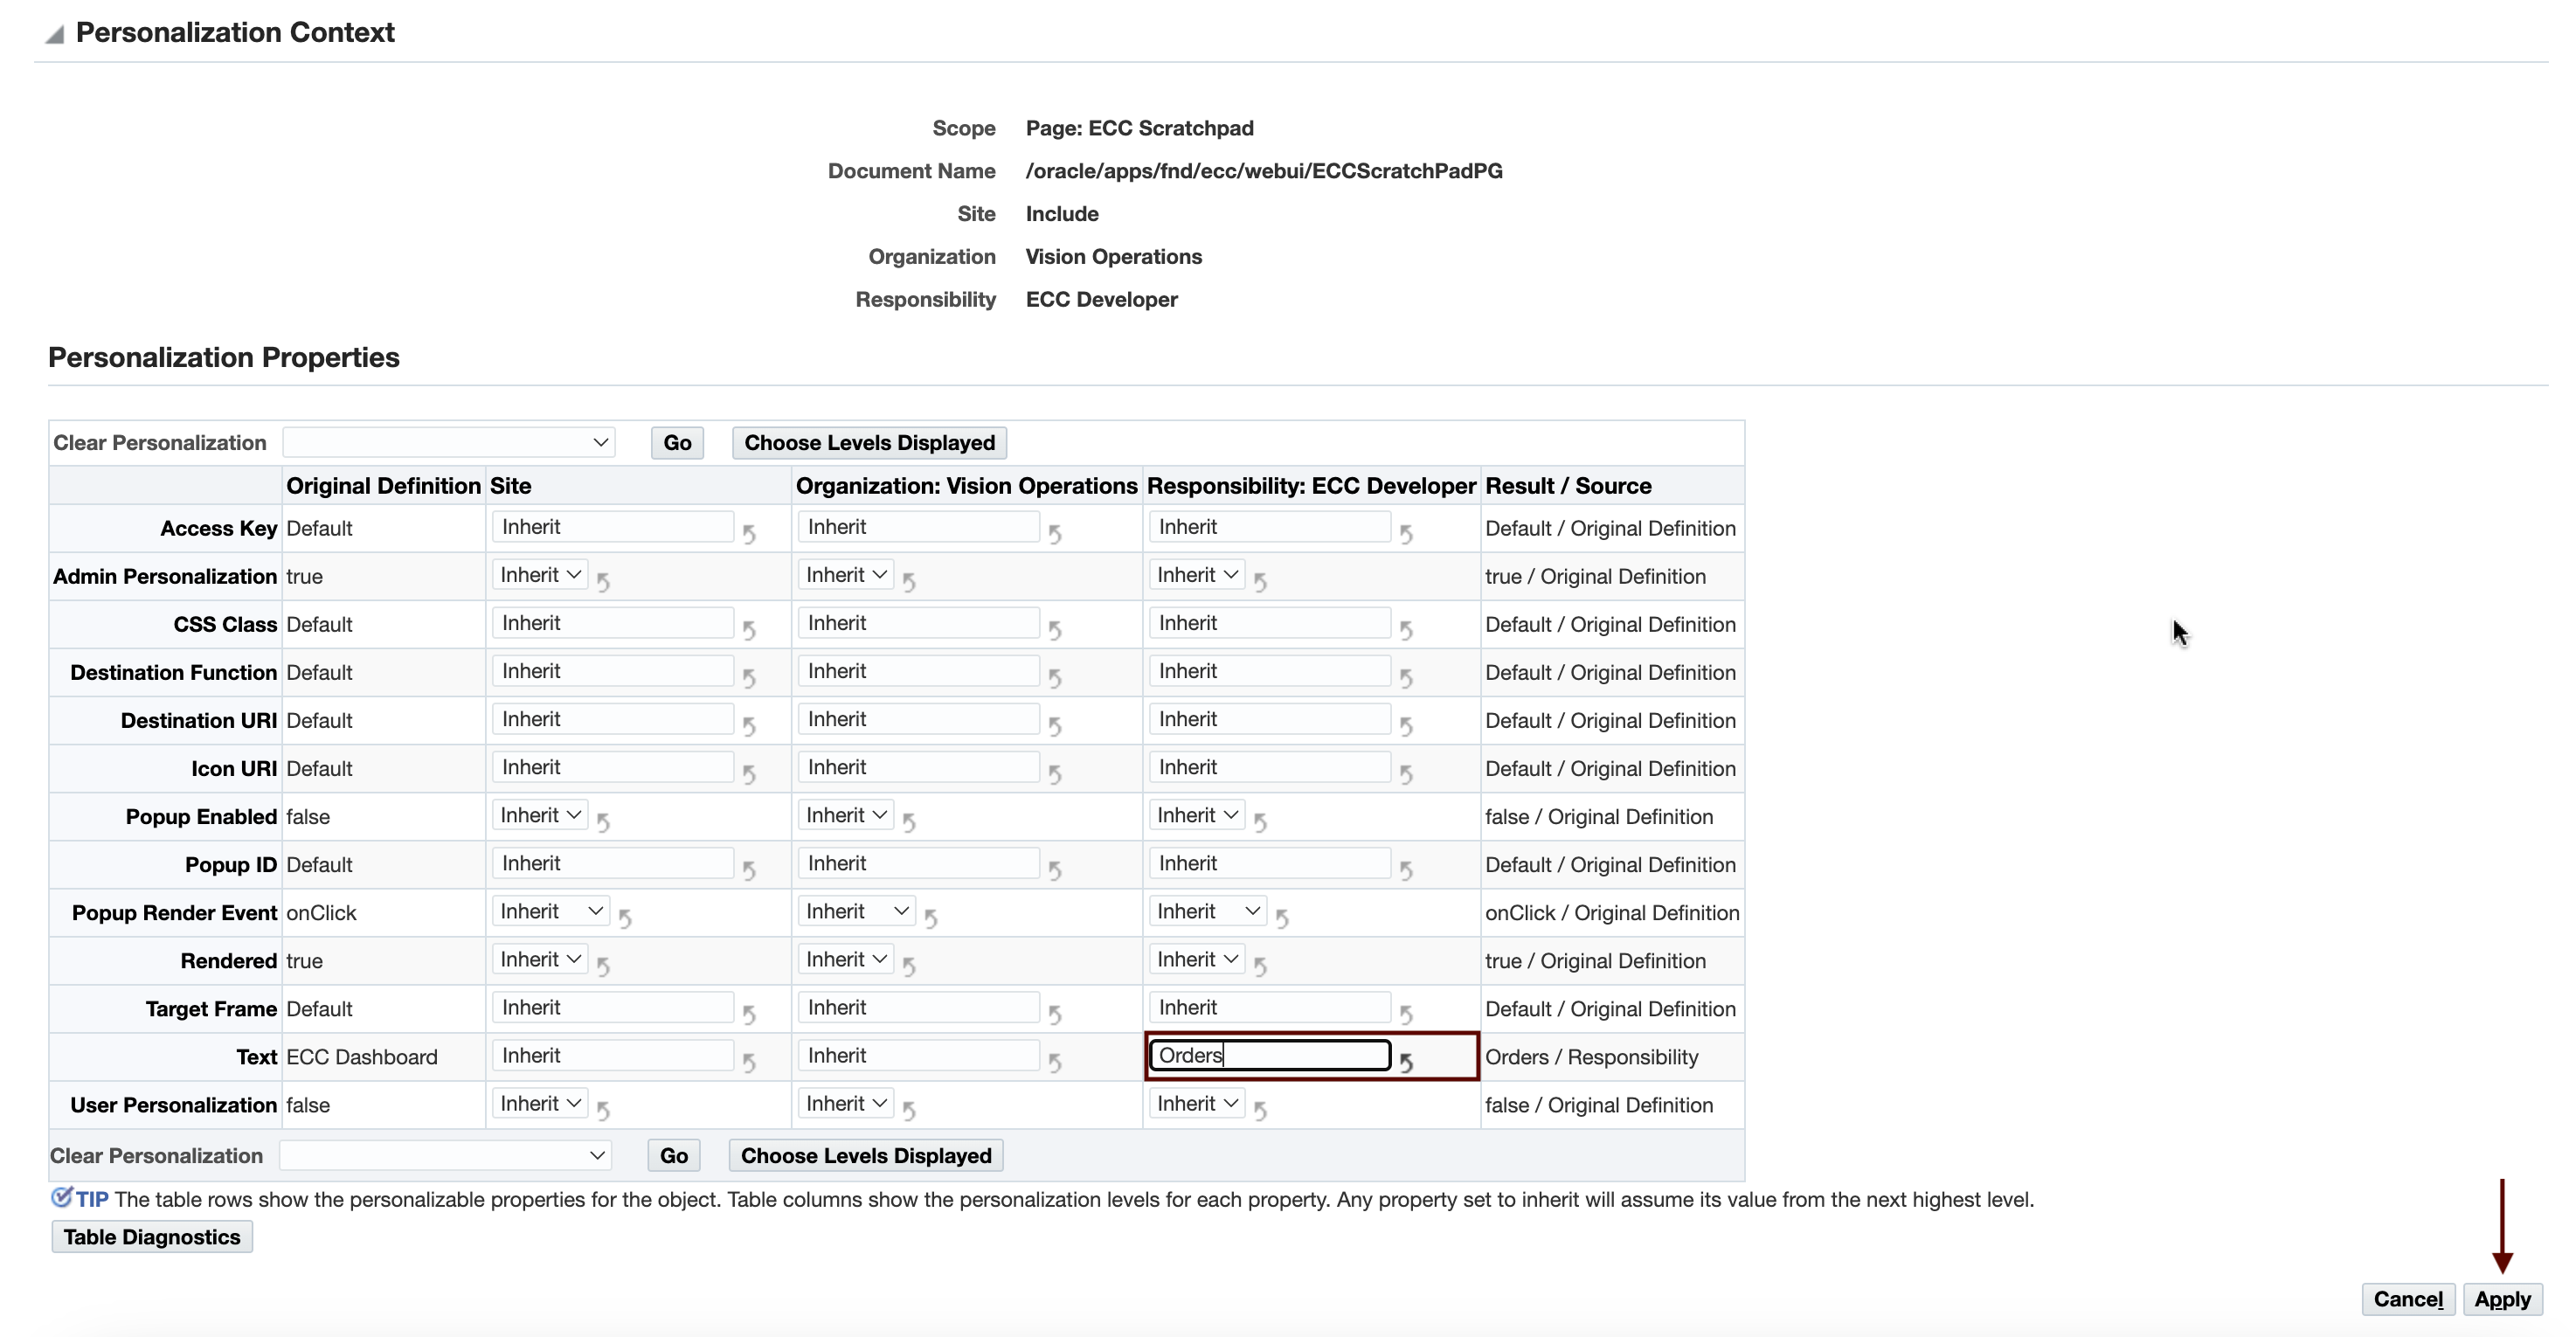 Personalization Context
Scope Page: ECC Scratchpad
Document Name /oracle/apps/fnd/ecc/webui/ECCScratchPadPG
Site Include
Organization Vision Operations
Responsibility ECC Developer
Personalization Properties
Clear Personalization Go Choose Levels Displayed
Original Definition Site Organization: Vision Operations Responsibility: ECC Developer Result / Source
Access Key Default Inherit Inherit Inherit Default / Original Definition
Admin Personalization true Inherit Inherit Inherit true / Original Definition
CSS Class Default Inherit Inherit Inherit Default / Original Definition
Destination Function Default Inherit Inherit Inherit Default / Original Definition
Destination URI Default Inherit Inherit Inherit Default / Original Definition
Icon URI Default Inherit Inherit Inherit Default / Original Definition
Popup Enabled false Inherit Inherit Inherit false / Original Definition
Popup ID Default Inherit Inherit Inherit Default / Original Definition
Popup Render Event onClick Inherit Inherit Inherit onClick / Original Definition
Rendered true Inherit Inherit Inherit true / Original Definition
Target Frame Default Inherit Inherit Inherit Default / Original Definition
Text ECC Dashboard Inherit Inherit Orders Orders / Responsibility
User Personalization false Inherit Inherit Inherit false / Original Definition
Clear Personalization Go Choose Levels Displayed
TIP The table rows show the personalizable properties for the object. Table columns show the personalization levels for each property. Any property set to inherit will assume its value from the next highest level.
Table Diagnostics
Cancel Apply